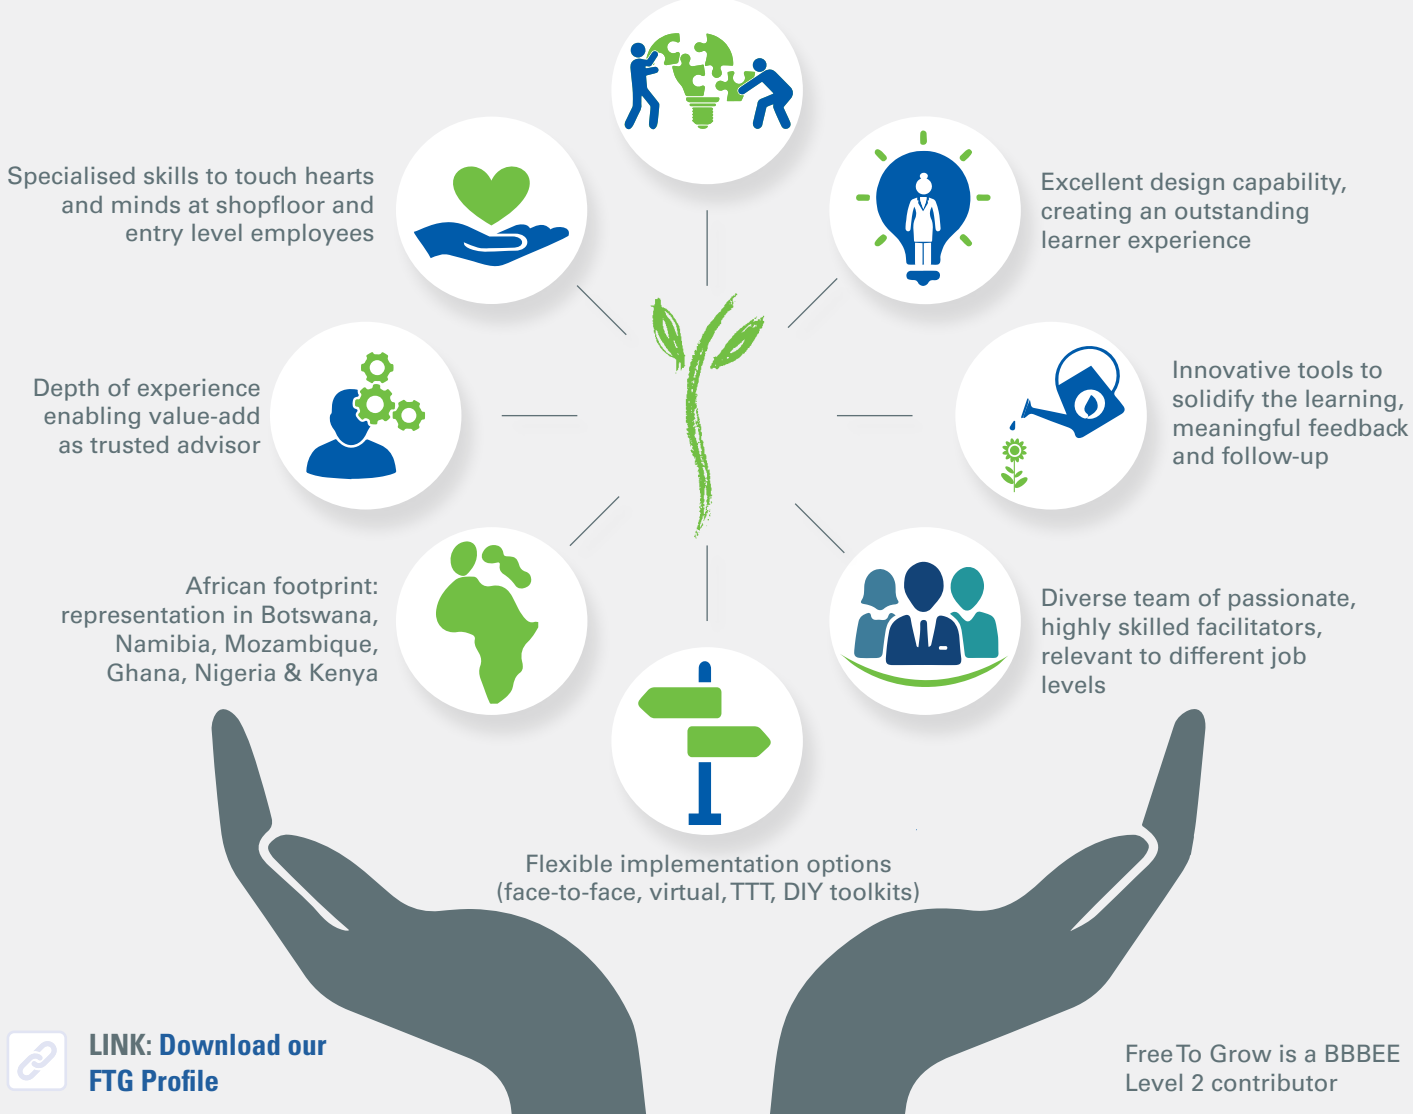 Specialised skills to touch hearts
and minds at shopfloor and
entry level employees
Excellent design capability,
creating an outstanding
learner experience
Depth of experience
enabling value-add
as trusted advisor
Innovative tools to
solidify the learning,
meaningful feedback
and follow-up
African footprint:
representation in Botswana,
Namibia, Mozambique,
Ghana, Nigeria & Kenya
Diverse team of passionate,
highly skilled facilitators,
relevant to different job
levels
Flexible implementation options
(face-to-face, virtual, TTT, DIY toolkits)
LINK: Download our
FTG Profile
Free To Grow is a BBBEE
Level 2 contributor